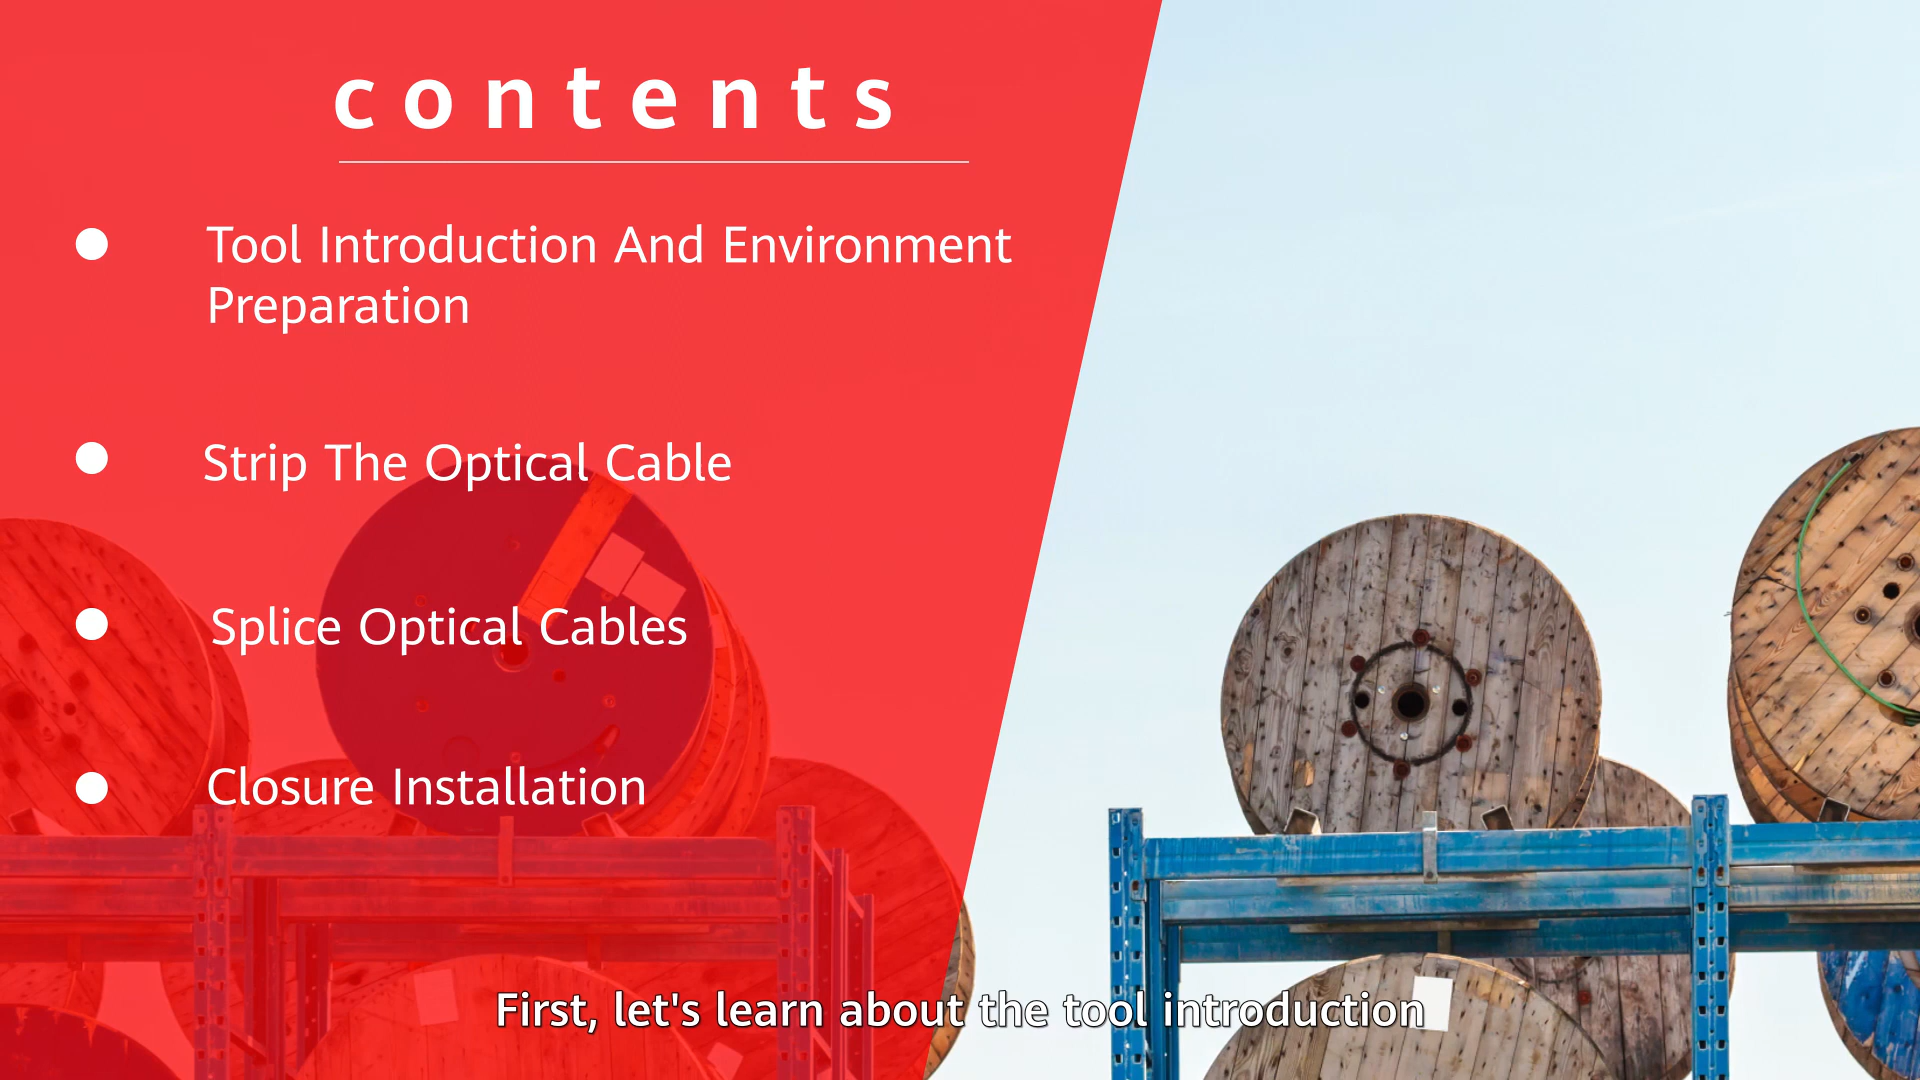 contents
Tool Introduction And Environment
Preparation
Strip The Optical Cable
Splice Optical Cables
Closure Installation
First, let's learn about the tool introduction